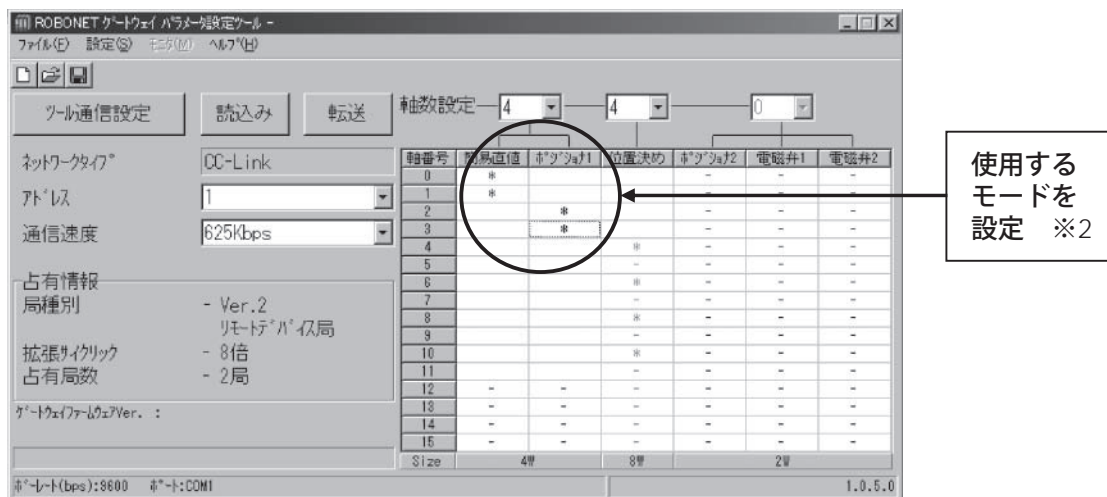 ROBONET ゲートウェイ パラメータ設定ツール -
ファイル(F) 設定(S) モニタ(M) ヘルプ(H)
ツール通信設定 読込み 転送 軸数設定 4 4 0
ネットワークタイプ CC-Link
アドレス 1
通信速度 625Kbps
占有情報
局種別 - Ver.2
リモートデバイス局
拡張サイクリック - 8倍
占有局数 - 2局
ゲートウェイファームウェアVer. :
軸番号 簡易直値 ポジショナ1 位置決め ポジショナ2 電磁弁1 電磁弁2
0 * - - -
1 * - - -
2 * - - -
3 * - - -
4 * - - -
5 - - - -
6 * - - -
7 - - - -
8 * - - -
9 - - - -
10 * - - -
11 - - - -
12 - - - - - -
13 - - - - - -
14 - - - - - -
15 - - - - - -
Size 4W 8W 2W
ボーレート(bps):9600 ポート:COM1 1.0.5.0
使用する
モードを
設定 ※2